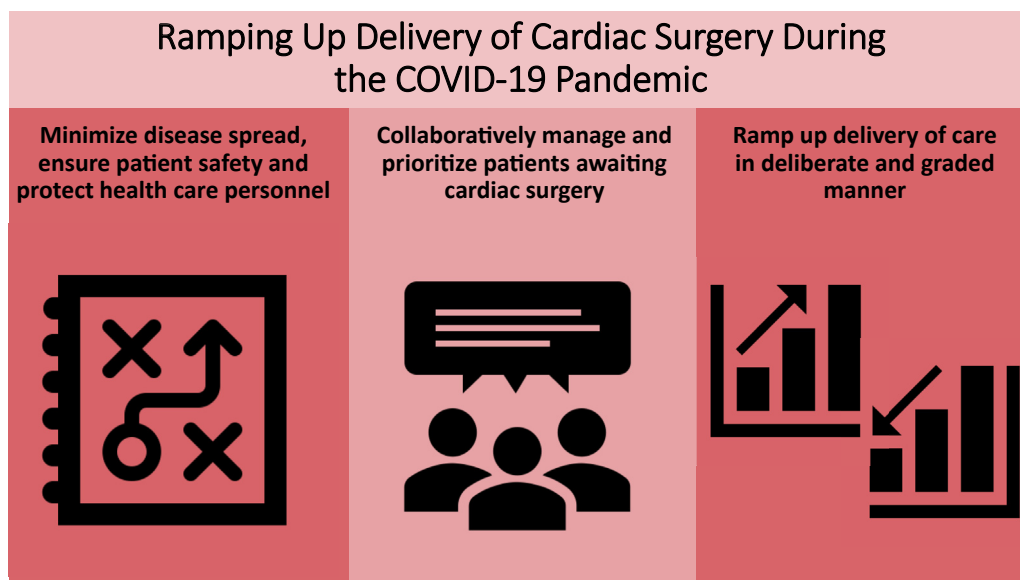 Ramping Up Delivery of Cardiac Surgery During
the COVID-19 Pandemic
Minimize disease spread,
ensure patient safety and
protect health care personnel
Collaboratively manage and
prioritize patients awaiting
cardiac surgery
Ramp up delivery of care
in deliberate and graded
manner